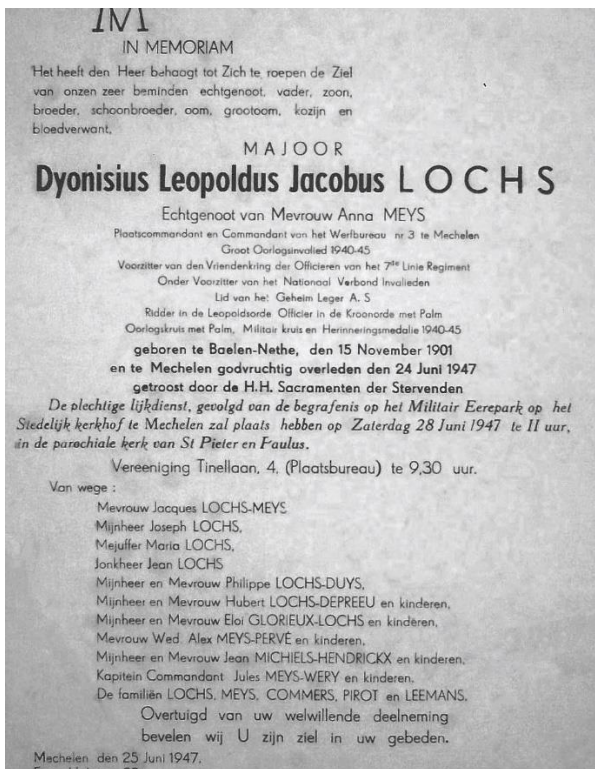 IM
IN MEMORIAM
Het heeft den Heer behaagt tot Zich te roepen de Ziel
van onzen zeer beminden echtgenoot, vader, zoon,
broeder, schoonbroeder, oom, grootoom, kozijn en
bloedverwant,
MAJOOR
Dyonisius Leopoldus Jacobus LOCHS
Echtgenoot van Mevrouw Anna MEYS
Plaatscommandant en Commandant van het Werfbureau nr 3 te Mechelen
Groot Oorlogsinvalied 1940-45
Voorzitter van den Vriendenkring der Officieren van het 7de Linie Regiment
Onder Voorzitter van het Nationaal Verbond Invalieden
Lid van het Geheim Leger A. S
Ridder in de Leopoldsorde Officier in de Kroonorde met Palm
Oorlogskruis met Palm, Militair kruis en Herinneringsmedalie 1940-45
geboren te Baelen-Nethe, den 15 November 1901
en te Mechelen godvruchtig overleden den 24 Juni 1947
getroost door de H.H. Sacramenten der Stervenden
De plechtige lijkdienst, gevolgd van de begrafenis op het Militair Eerepark op het
Stedelijk kerkhof te Mechelen zal plaats hebben op Zaterdag 28 Juni 1947 te II uur,
in de parochiale kerk van St Pieter en Paulus.
Vereeniging Tinellaan, 4, (Plaatsbureau) te 9,30 uur.
Van wege :
Mevrouw Jacques LOCHS-MEYS
Mijnheer Joseph LOCHS,
Mejuffer Maria LOCHS,
Jonkheer Jean LOCHS
Mijnheer en Mevrouw Philippe LOCHS-DUYS,
Mijnheer en Mevrouw Hubert LOCHS-DEPREEU en kinderen,
Mijnheer en Mevrouw Eloi GLORIEUX-LOCHS en kinderen,
Mevrouw Wed. Alex MEYS-PERVÉ en kinderen,
Mijnheer en Mevrouw Jean MICHIELS-HENDRICKX en kinderen,
Kapitein Commandant Jules MEYS-WERY en kinderen,
De familiën LOCHS, MEYS, COMMERS, PIROT en LEEMANS,
Overtuigd van uw welwillende deelneming
bevelen wij U zijn ziel in uw gebeden.
Mechelen den 25 Juni 1947.